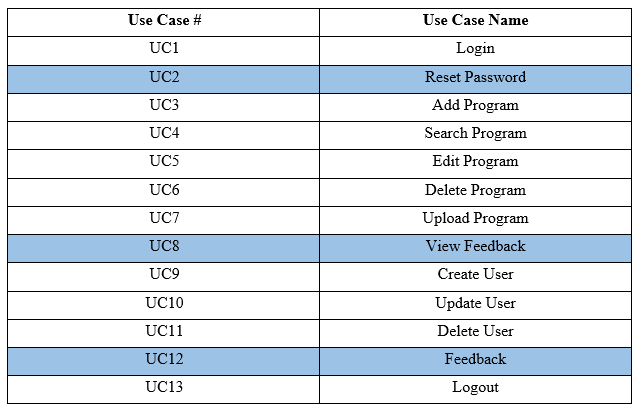 Use Case # Use Case Name
UC1 Login
UC2 Reset Password
UC3 Add Program
UC4 Search Program
UC5 Edit Program
UC6 Delete Program
UC7 Upload Program
UC8 View Feedback
UC9 Create User
UC10 Update User
UC11 Delete User
UC12 Feedback
UC13 Logout